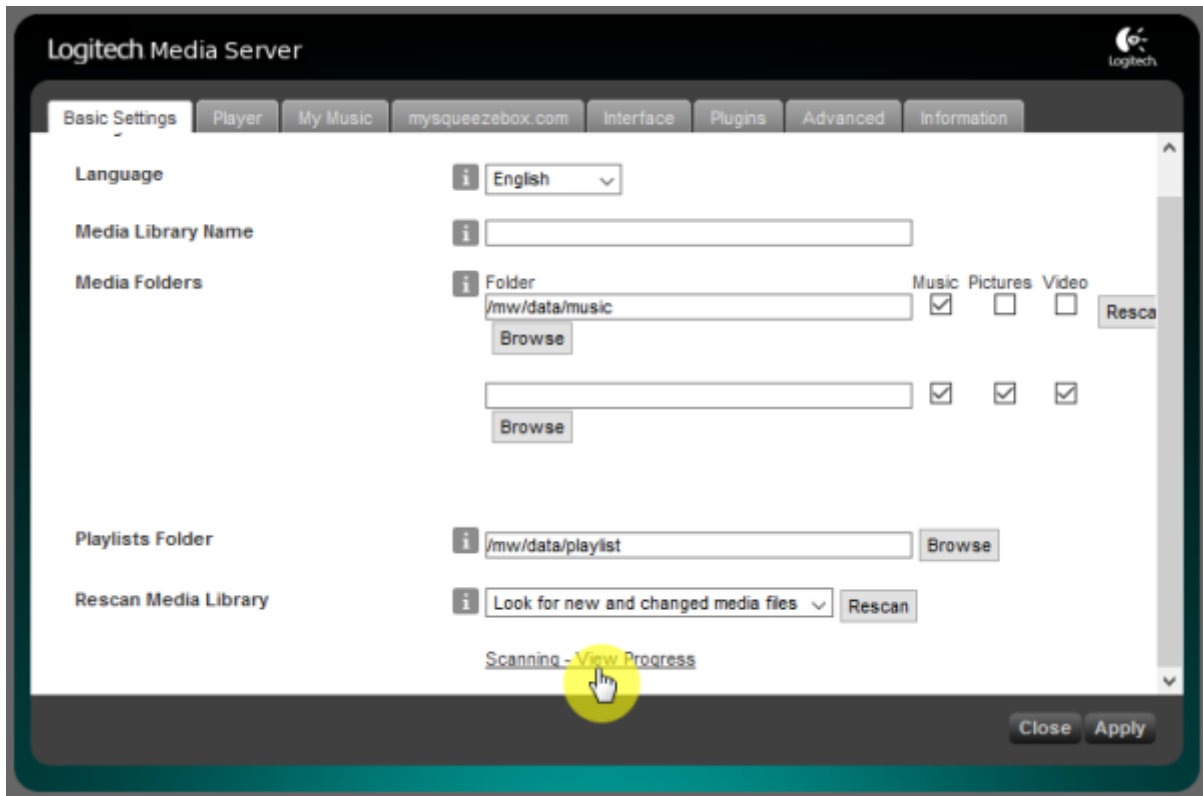 Logitech Media Server
Logitech
Basic Settings Player My Music mysqueezebox.com Interface Plugins Advanced Information
Language i English
Media Library Name i
Media Folders i Folder Music Pictures Video
/mw/data/music Resca
Browse
Browse
Playlists Folder i /mw/data/playlist Browse
Rescan Media Library i Look for new and changed media files Rescan
Scanning - View Progress
Close Apply